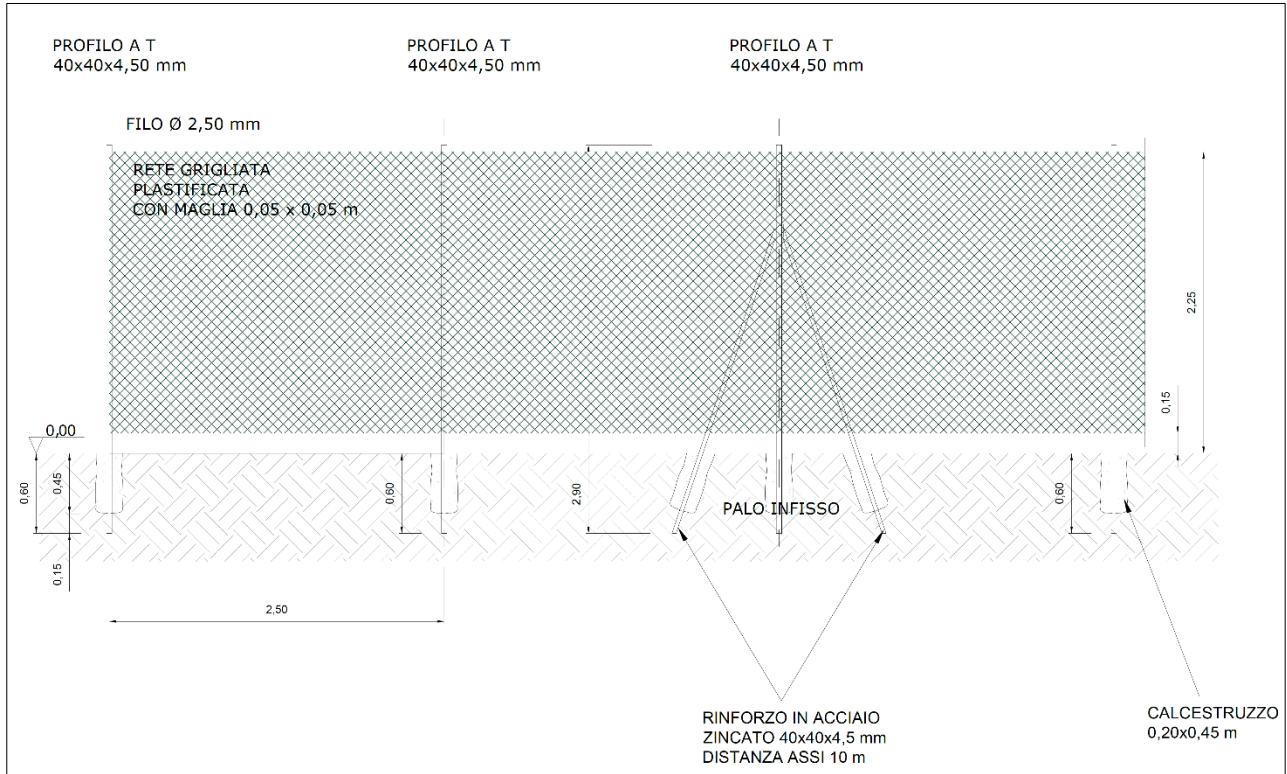 PROFILO A T
40x40x4,50 mm
PROFILO A T
40x40x4,50 mm
PROFILO A T
40x40x4,50 mm
FILO Ø 2,50 mm
RETE GRIGLIATA
PLASTIFICATA
CON MAGLIA 0,05 x 0,05 m
2,25
0,15
0,00
0,60
0,45
0,15
0,60
2,90
PALO INFISSO
0,60
2,50
RINFORZO IN ACCIAIO
ZINCATO 40x40x4,5 mm
DISTANZA ASSI 10 m
CALCESTRUZZO
0,20x0,45 m